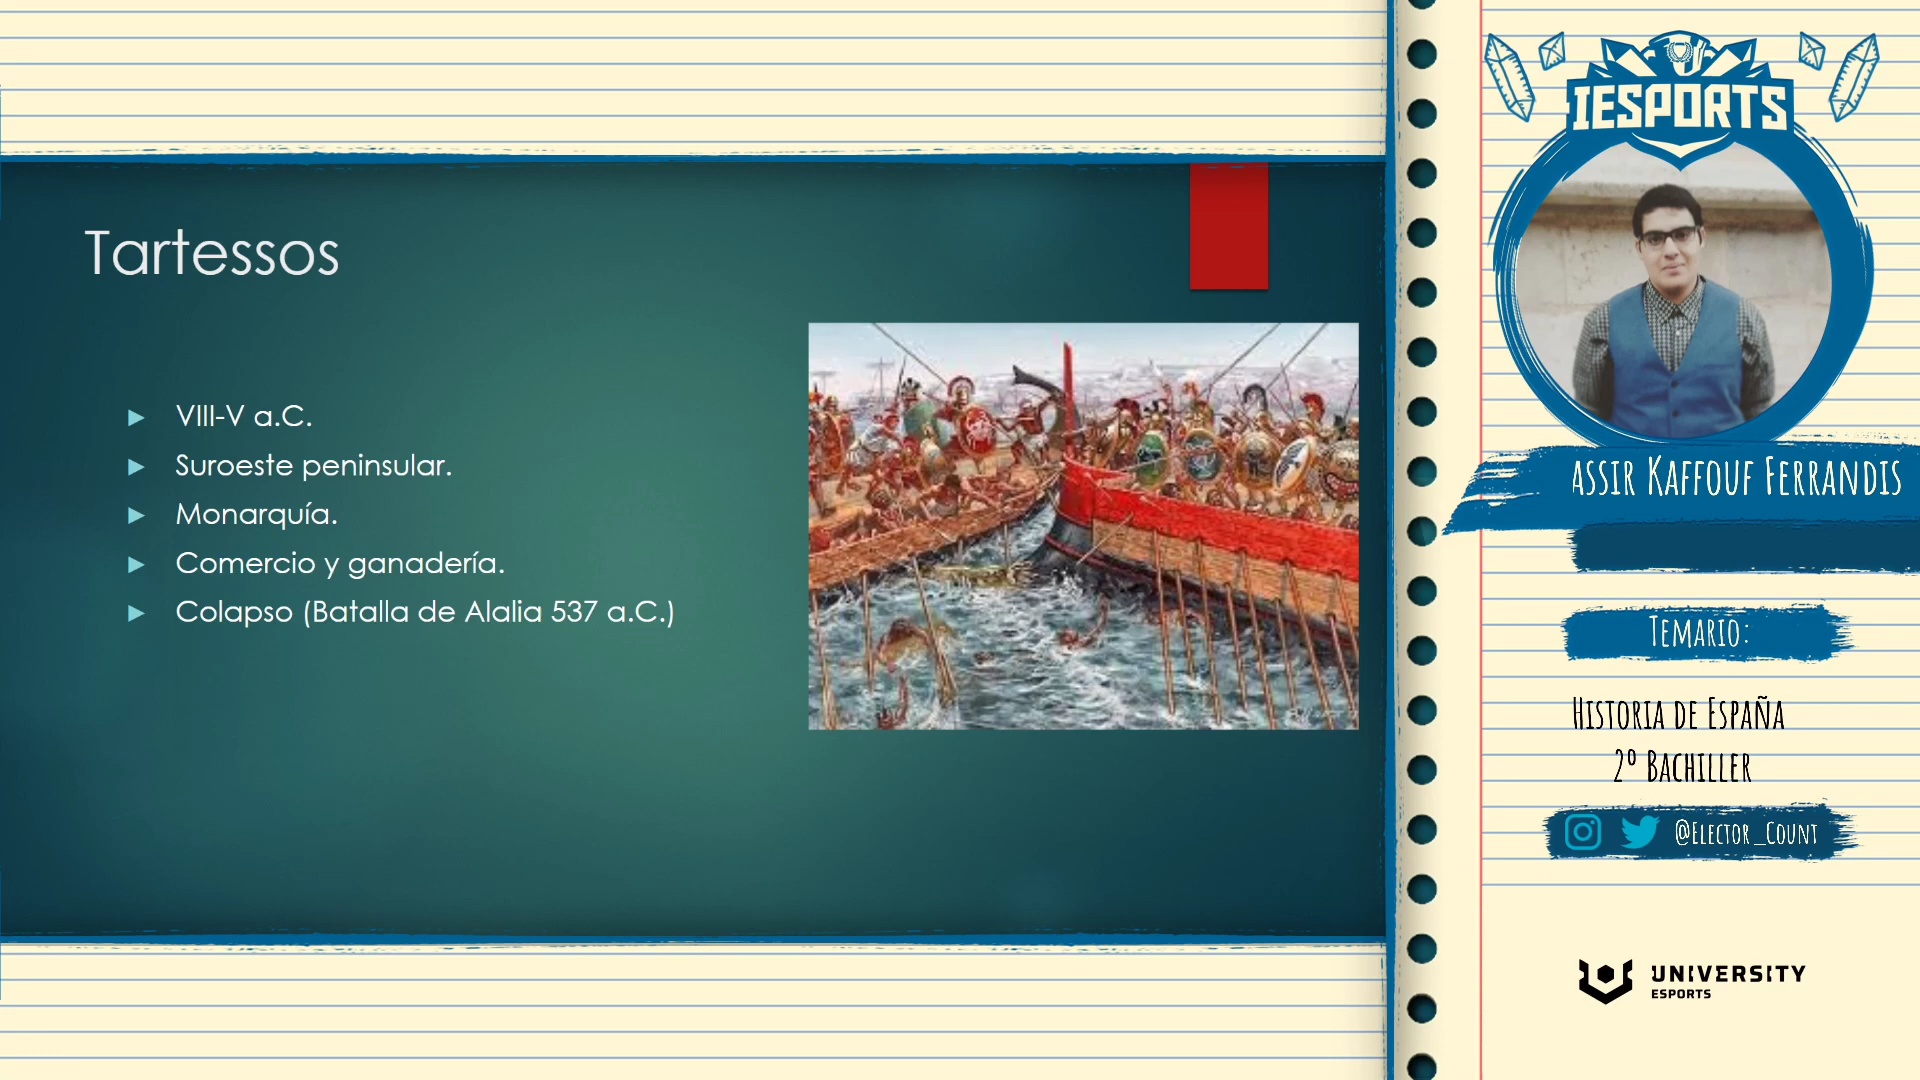 Tartessos
VIII-V a.C.
Suroeste peninsular.
Monarquía.
Comercio y ganadería.
Colapso (Batalla de Alalia 537 a.C.)
IESPORTS
ASSIR KAFFOUF FERRANDIS
TEMARIO:
HISTORIA DE ESPAÑA
2º BACHILLER
@ELECTOR_COUNT
UNIVERSITY
ESPORTS